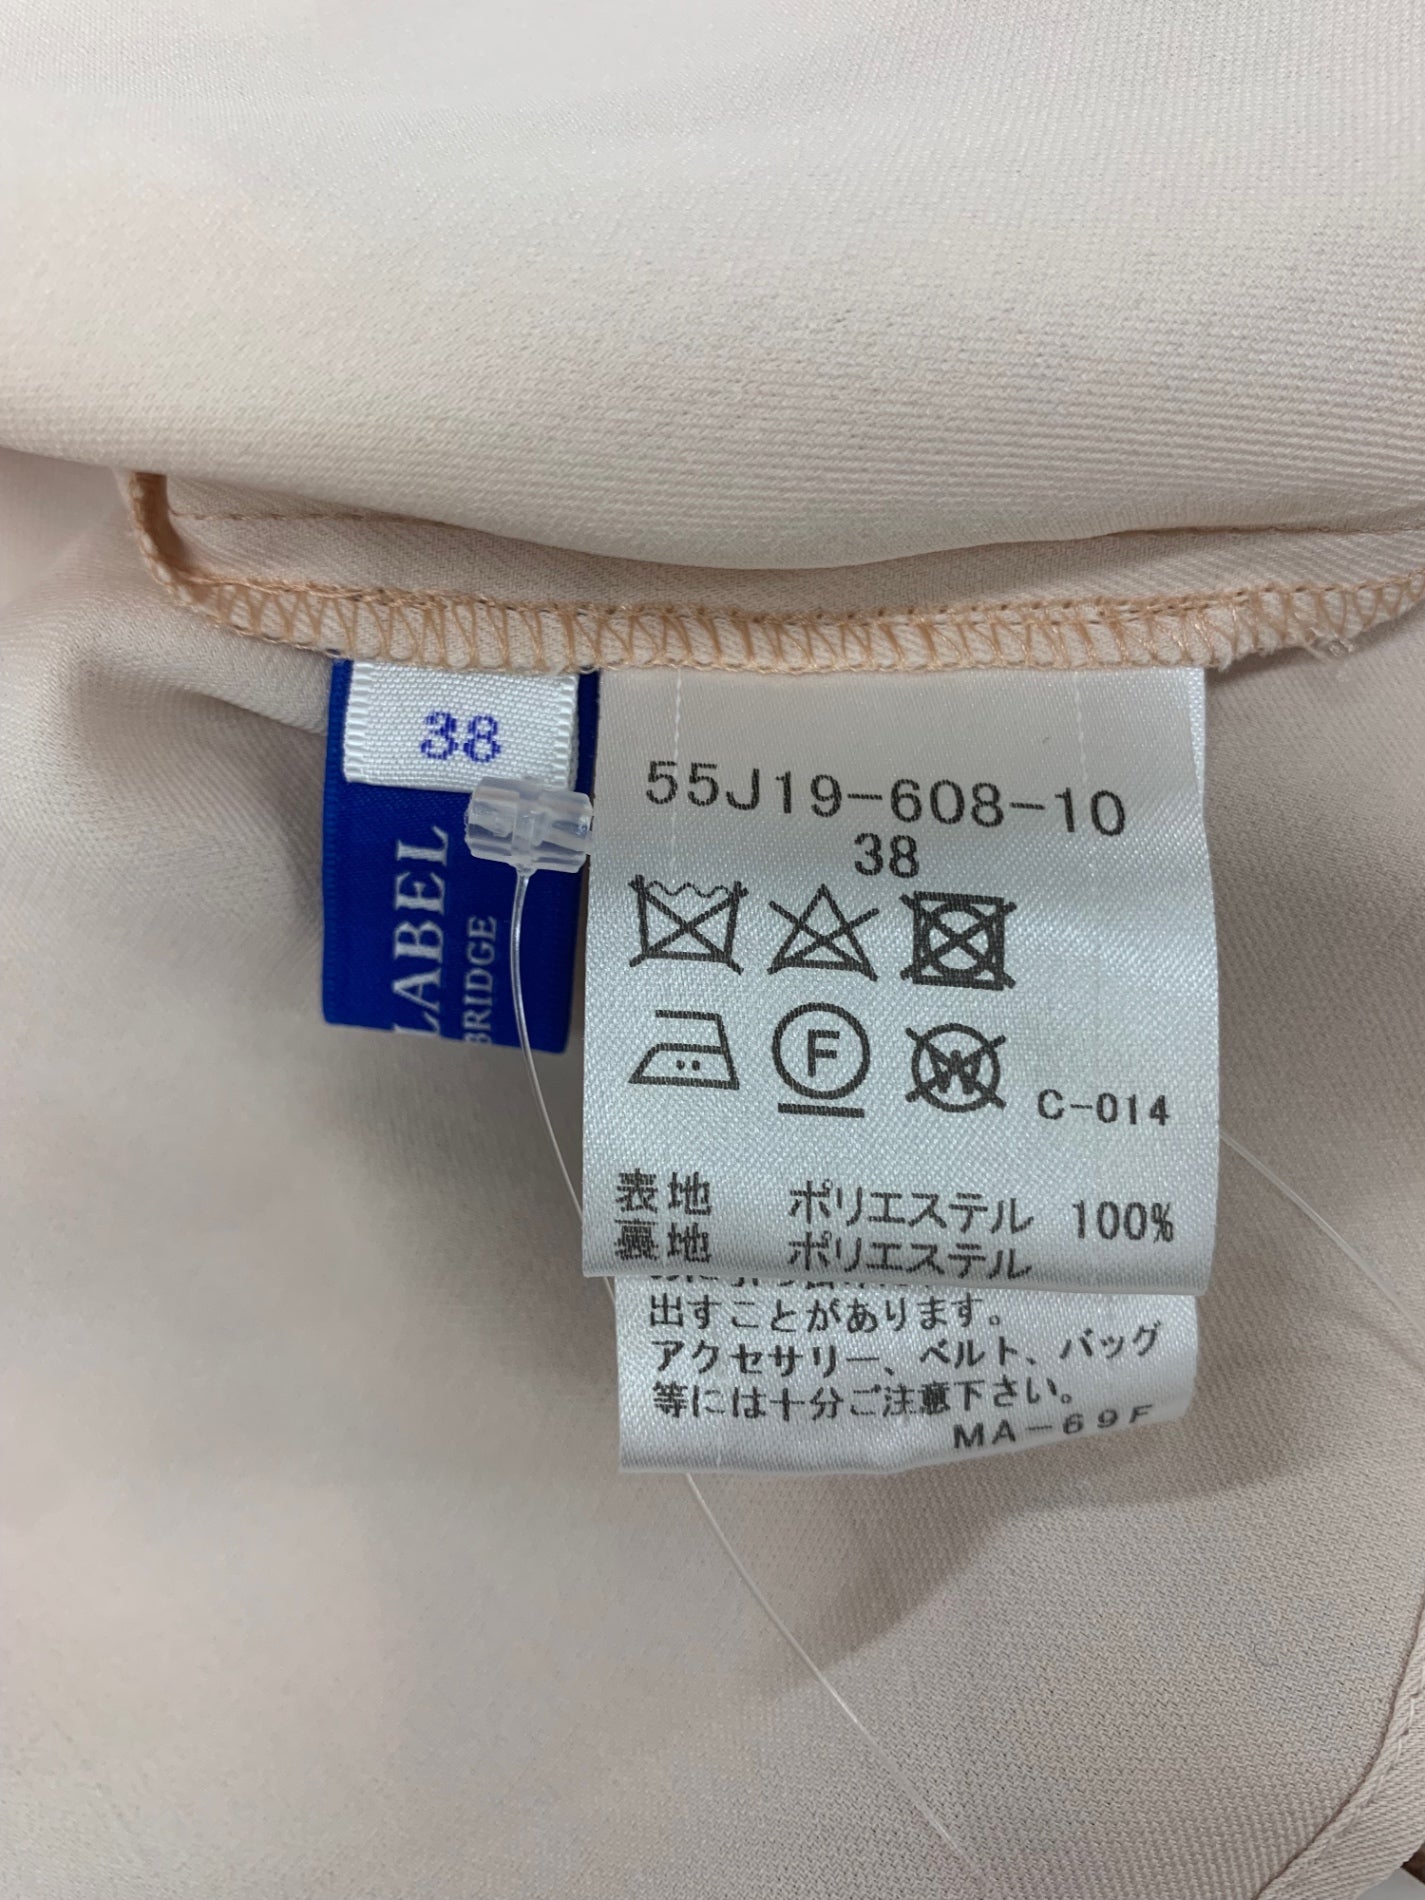 38
LABEL
BRIDGE
55J19-608-10
38
F
W
C-014
表地 ポリエステル 100%
裏地 ポリエステル
出すことがあります。
アクセサリー、ベルト、バッグ
等には十分ご注意下さい。
MA-69F